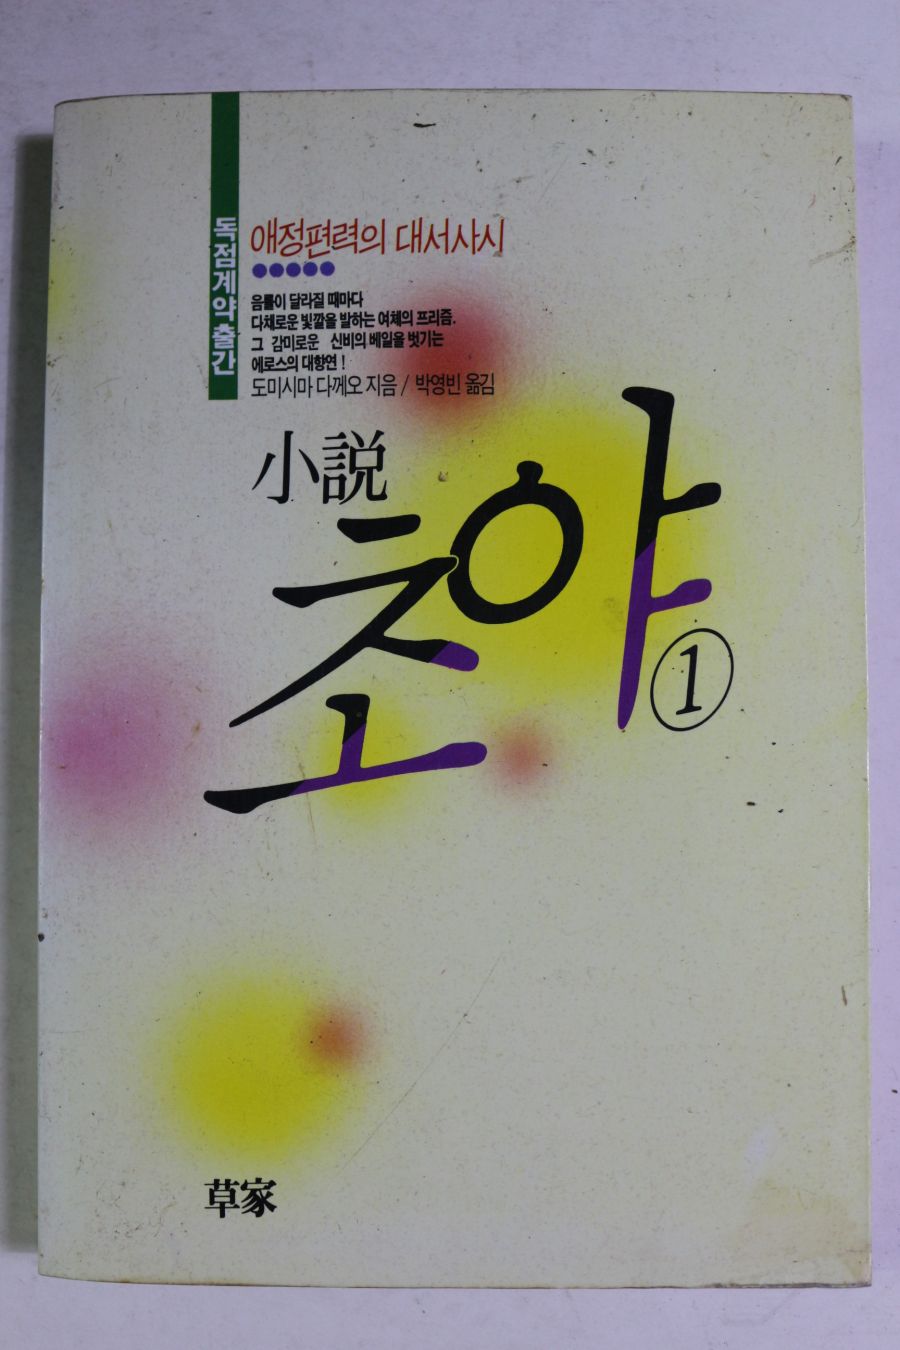 독점계약출간
애정편력의 대서사시
음률이 달라질 때마다
다채로운 빛깔을 발하는 여체의 프리즘.
그 감미로운 신비의 베일을 벗기는
에로스의 대향연!
도미시마 다께오 지음 / 박영빈 옮김
小説
초야
1
草家